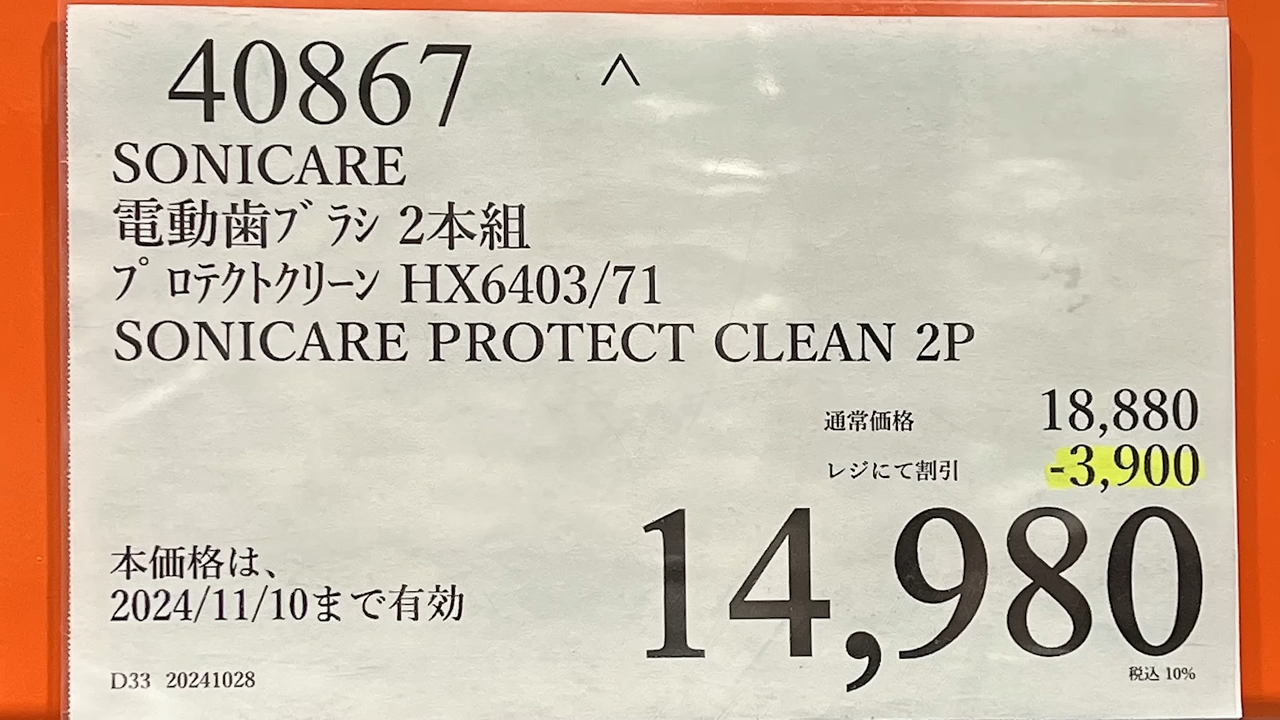 40867 ^
SONICARE
電動歯ﾌﾞﾗｼ 2本組
ﾌﾟﾛﾃｸﾄｸﾘｰﾝ HX6403/71
SONICARE PROTECT CLEAN 2P
通常価格 18,880
レジにて割引 -3,900
14,980
本価格は、
2024/11/10まで有効
税込 10%
D33 20241028